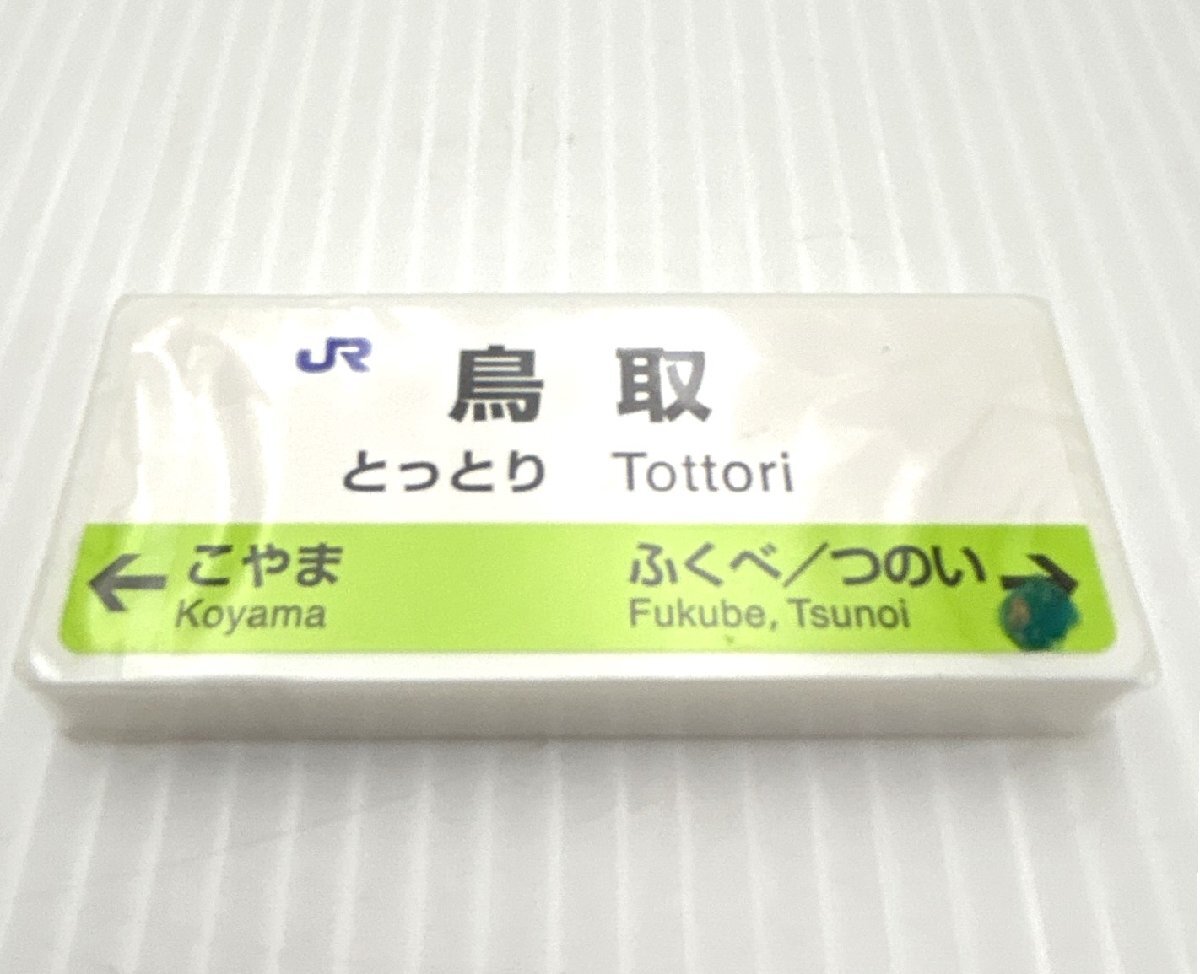 JR 鳥取
とっとり Tottori
← こやま ふくべ／つのい →
Koyama Fukube, Tsunoi